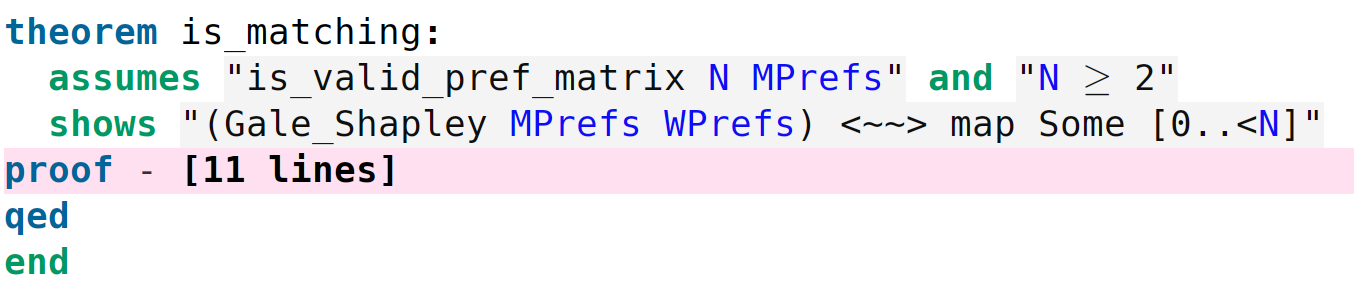 theorem is_matching:
  assumes "is_valid_pref_matrix N MPrefs" and "N ≥ 2"
  shows "(Gale_Shapley MPrefs WPrefs) <~~> map Some [0..<N]"
proof - [11 lines]
qed
end